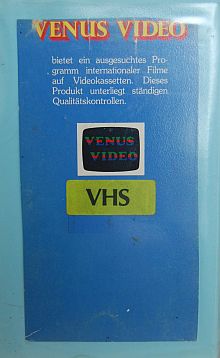 VENUS VIDEO
bietet ein ausgesuchtes Pro-
gramm internationaler Filme
auf Videokassetten. Dieses
Produkt unterliegt ständigen
Qualitätskontrollen.
VENUS
VIDEO
VHS